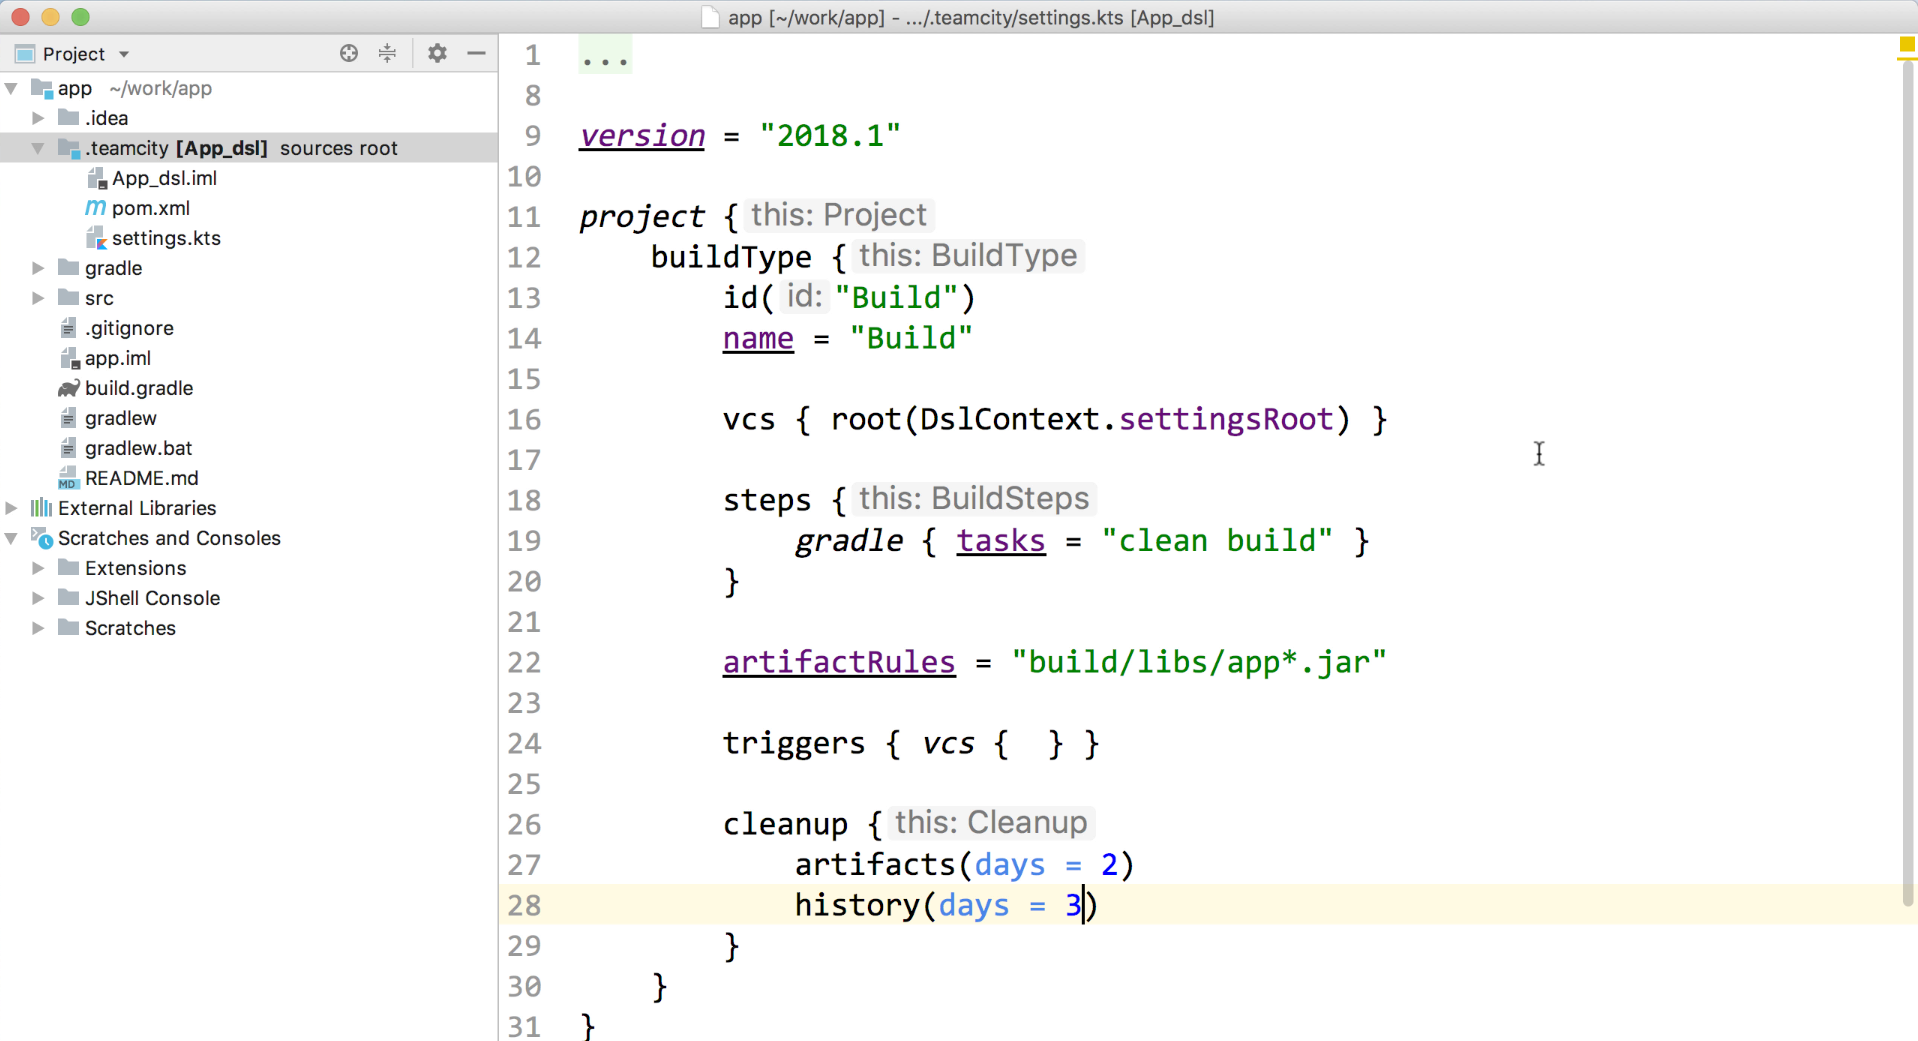 app [~/work/app] - .../.teamcity/settings.kts [App_dsl]
Project
app ~/work/app
.idea
.teamcity [App_dsl] sources root
App_dsl.iml
pom.xml
settings.kts
gradle
src
.gitignore
app.iml
build.gradle
gradlew
gradlew.bat
README.md
External Libraries
Scratches and Consoles
Extensions
JShell Console
Scratches
1 ...
8
9 version = "2018.1"
10
11 project { this: Project
12 buildType { this: BuildType
13 id( id: "Build")
14 name = "Build"
15
16 vcs { root(DslContext.settingsRoot) }
17
18 steps { this: BuildSteps
19 gradle { tasks = "clean build" }
20 }
21
22 artifactRules = "build/libs/app*.jar"
23
24 triggers { vcs { } }
25
26 cleanup { this: Cleanup
27 artifacts(days = 2)
28 history(days = 3)
29 }
30 }
31 }